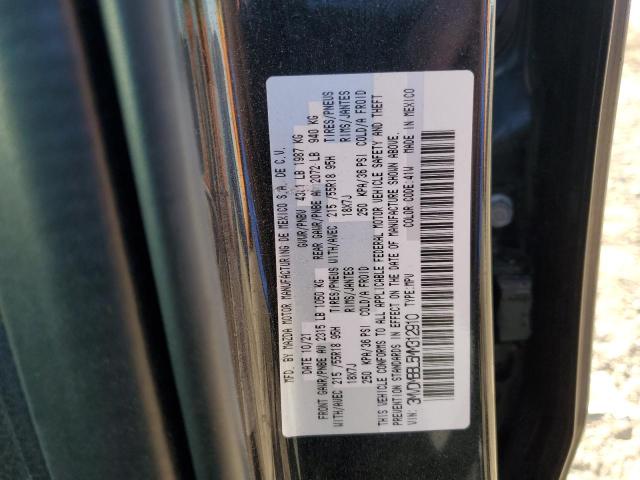 MFD. BY MAZDA MOTOR MANUFACTURING DE MEXICO S.A. DE C.V.
DATE 10/21 GVWR/PNBV LB 1987 KG
FRONT GAWR/PNBE AV 2315 LB 1050 KG REAR GAWR/PNBE AR 2072 LB 940 KG
WITH/AVEC 215 /55R18 95H TIRES/PNEUS WITH/AVEC 215 /55R18 95H TIRES/PNEUS
18X7J RIMS/JANTES 18X7J RIMS/JANTES
250 KPA/36 PSI COLD/A FROID 250 KPA/36 PSI COLD/A FROID
THIS VEHICLE CONFORMS TO ALL APPLICABLE FEDERAL MOTOR VEHICLE SAFETY AND THEFT
PREVENTION STANDARDS IN EFFECT ON THE DATE OF MANUFACTURE SHOWN ABOVE.
VIN: TYPE:MPV COLOR CODE:41W MADE IN MEXICO